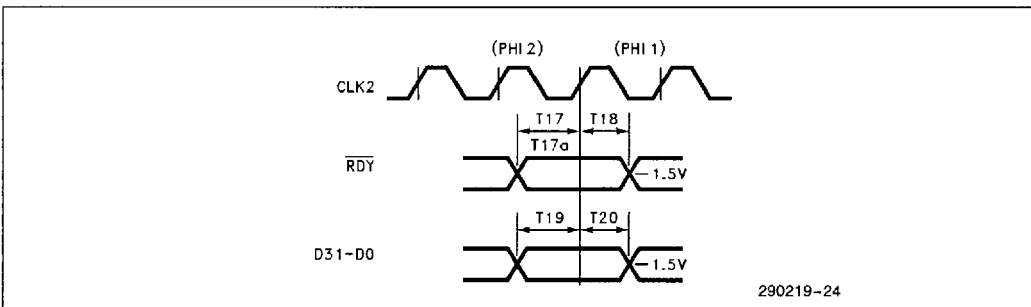 (PHI 2) (PHI 1)
CLK2
T17 T18
T17a
RDY
1.5V
T19 T20
D31-D0
1.5V
290219-24